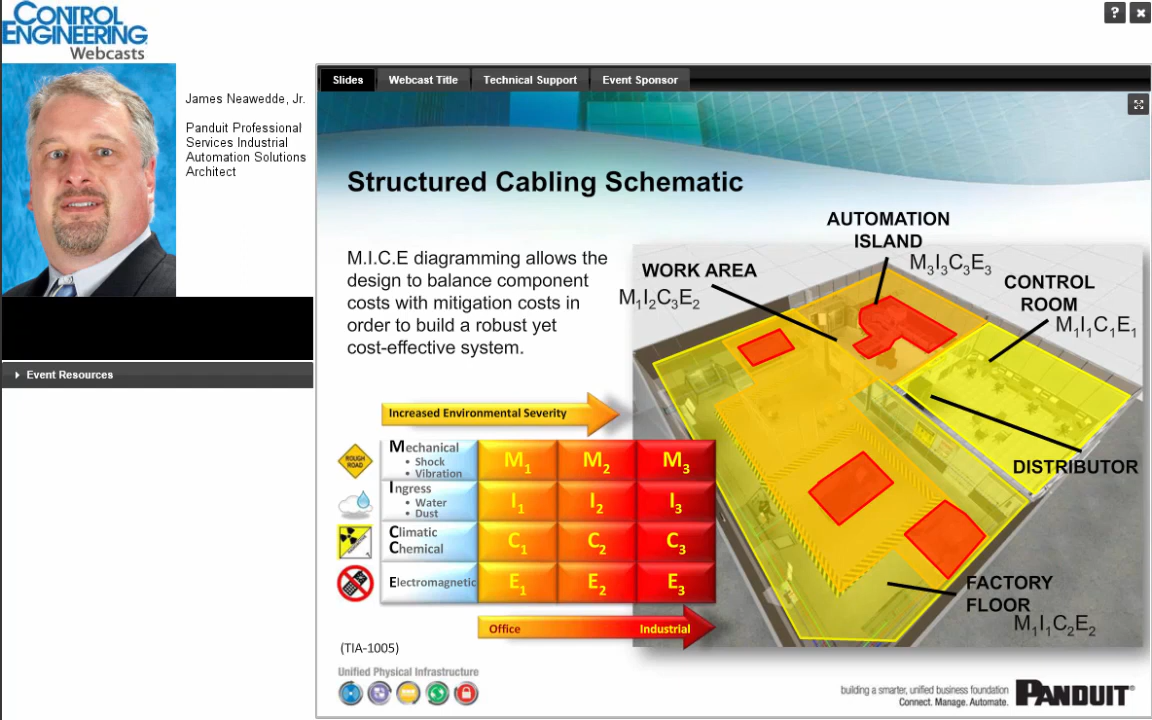 CONTROL
ENGINEERING
Webcasts
?
James Neawedde, Jr.
Panduit Professional
Services Industrial
Automation Solutions
Architect
Event Resources
Slides
Webcast Title
Technical Support
Event Sponsor
Structured Cabling Schematic
M.I.C.E diagramming allows the
design to balance component
costs with mitigation costs in
order to build a robust yet
cost-effective system.
Increased Environmental Severity
ROUGH
ROAD
Mechanical
• Shock
• Vibration
M1
M2
M3
Ingress
• Water
• Dust
I1
I2
I3
Climatic
Chemical
C1
C2
C3
Electromagnetic
E1
E2
E3
Office
Industrial
(TIA-1005)
AUTOMATION
ISLAND
M3I3C3E3
WORK AREA
M1I2C3E2
CONTROL
ROOM
M1I1C1E1
DISTRIBUTOR
FACTORY
FLOOR
M1I1C2E2
Unified Physical Infrastructure
building a smarter, unified business foundation
Connect. Manage. Automate.
PANDUIT®